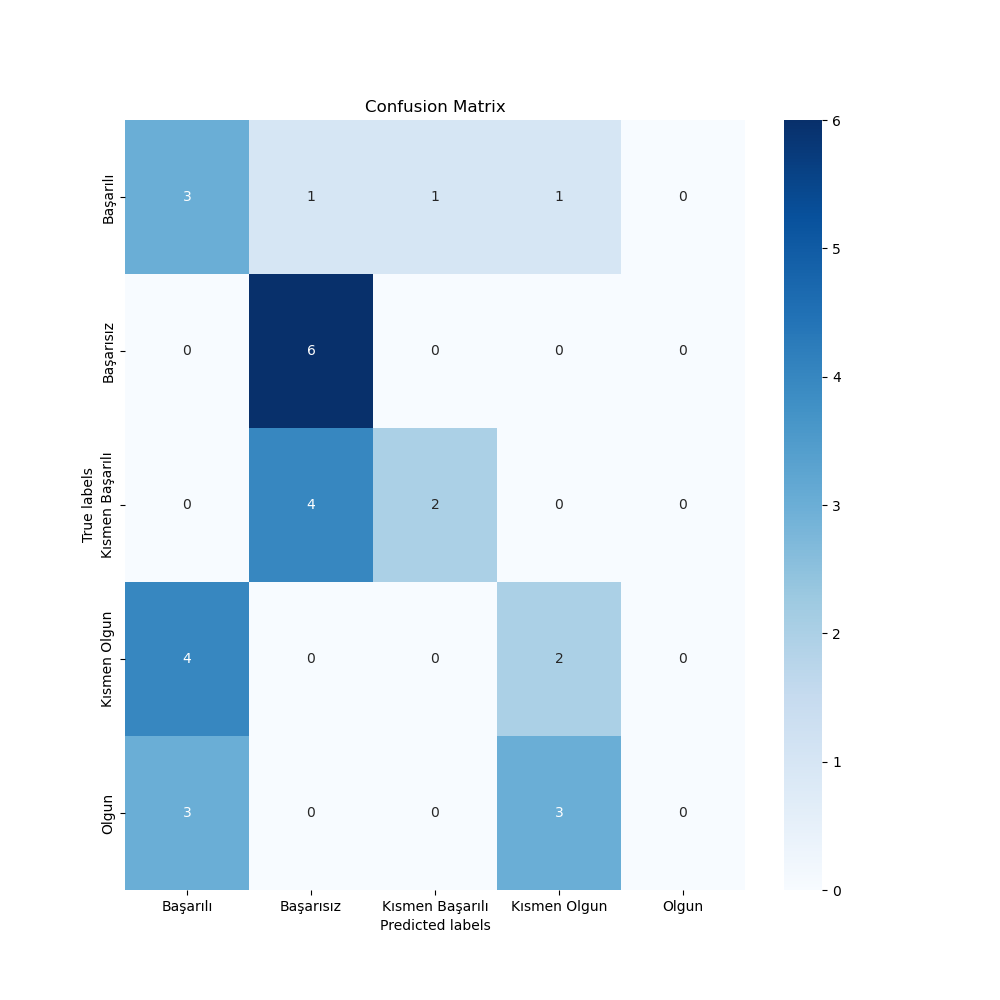 Confusion Matrix
True labels
Başarılı
3 1 1 1 0
Başarısız
0 6 0 0 0
Kısmen Başarılı
0 4 2 0 0
Kısmen Olgun
4 0 0 2 0
Olgun
3 0 0 3 0
Başarılı Başarısız Kısmen Başarılı Kısmen Olgun Olgun
Predicted labels
6
5
4
3
2
1
0